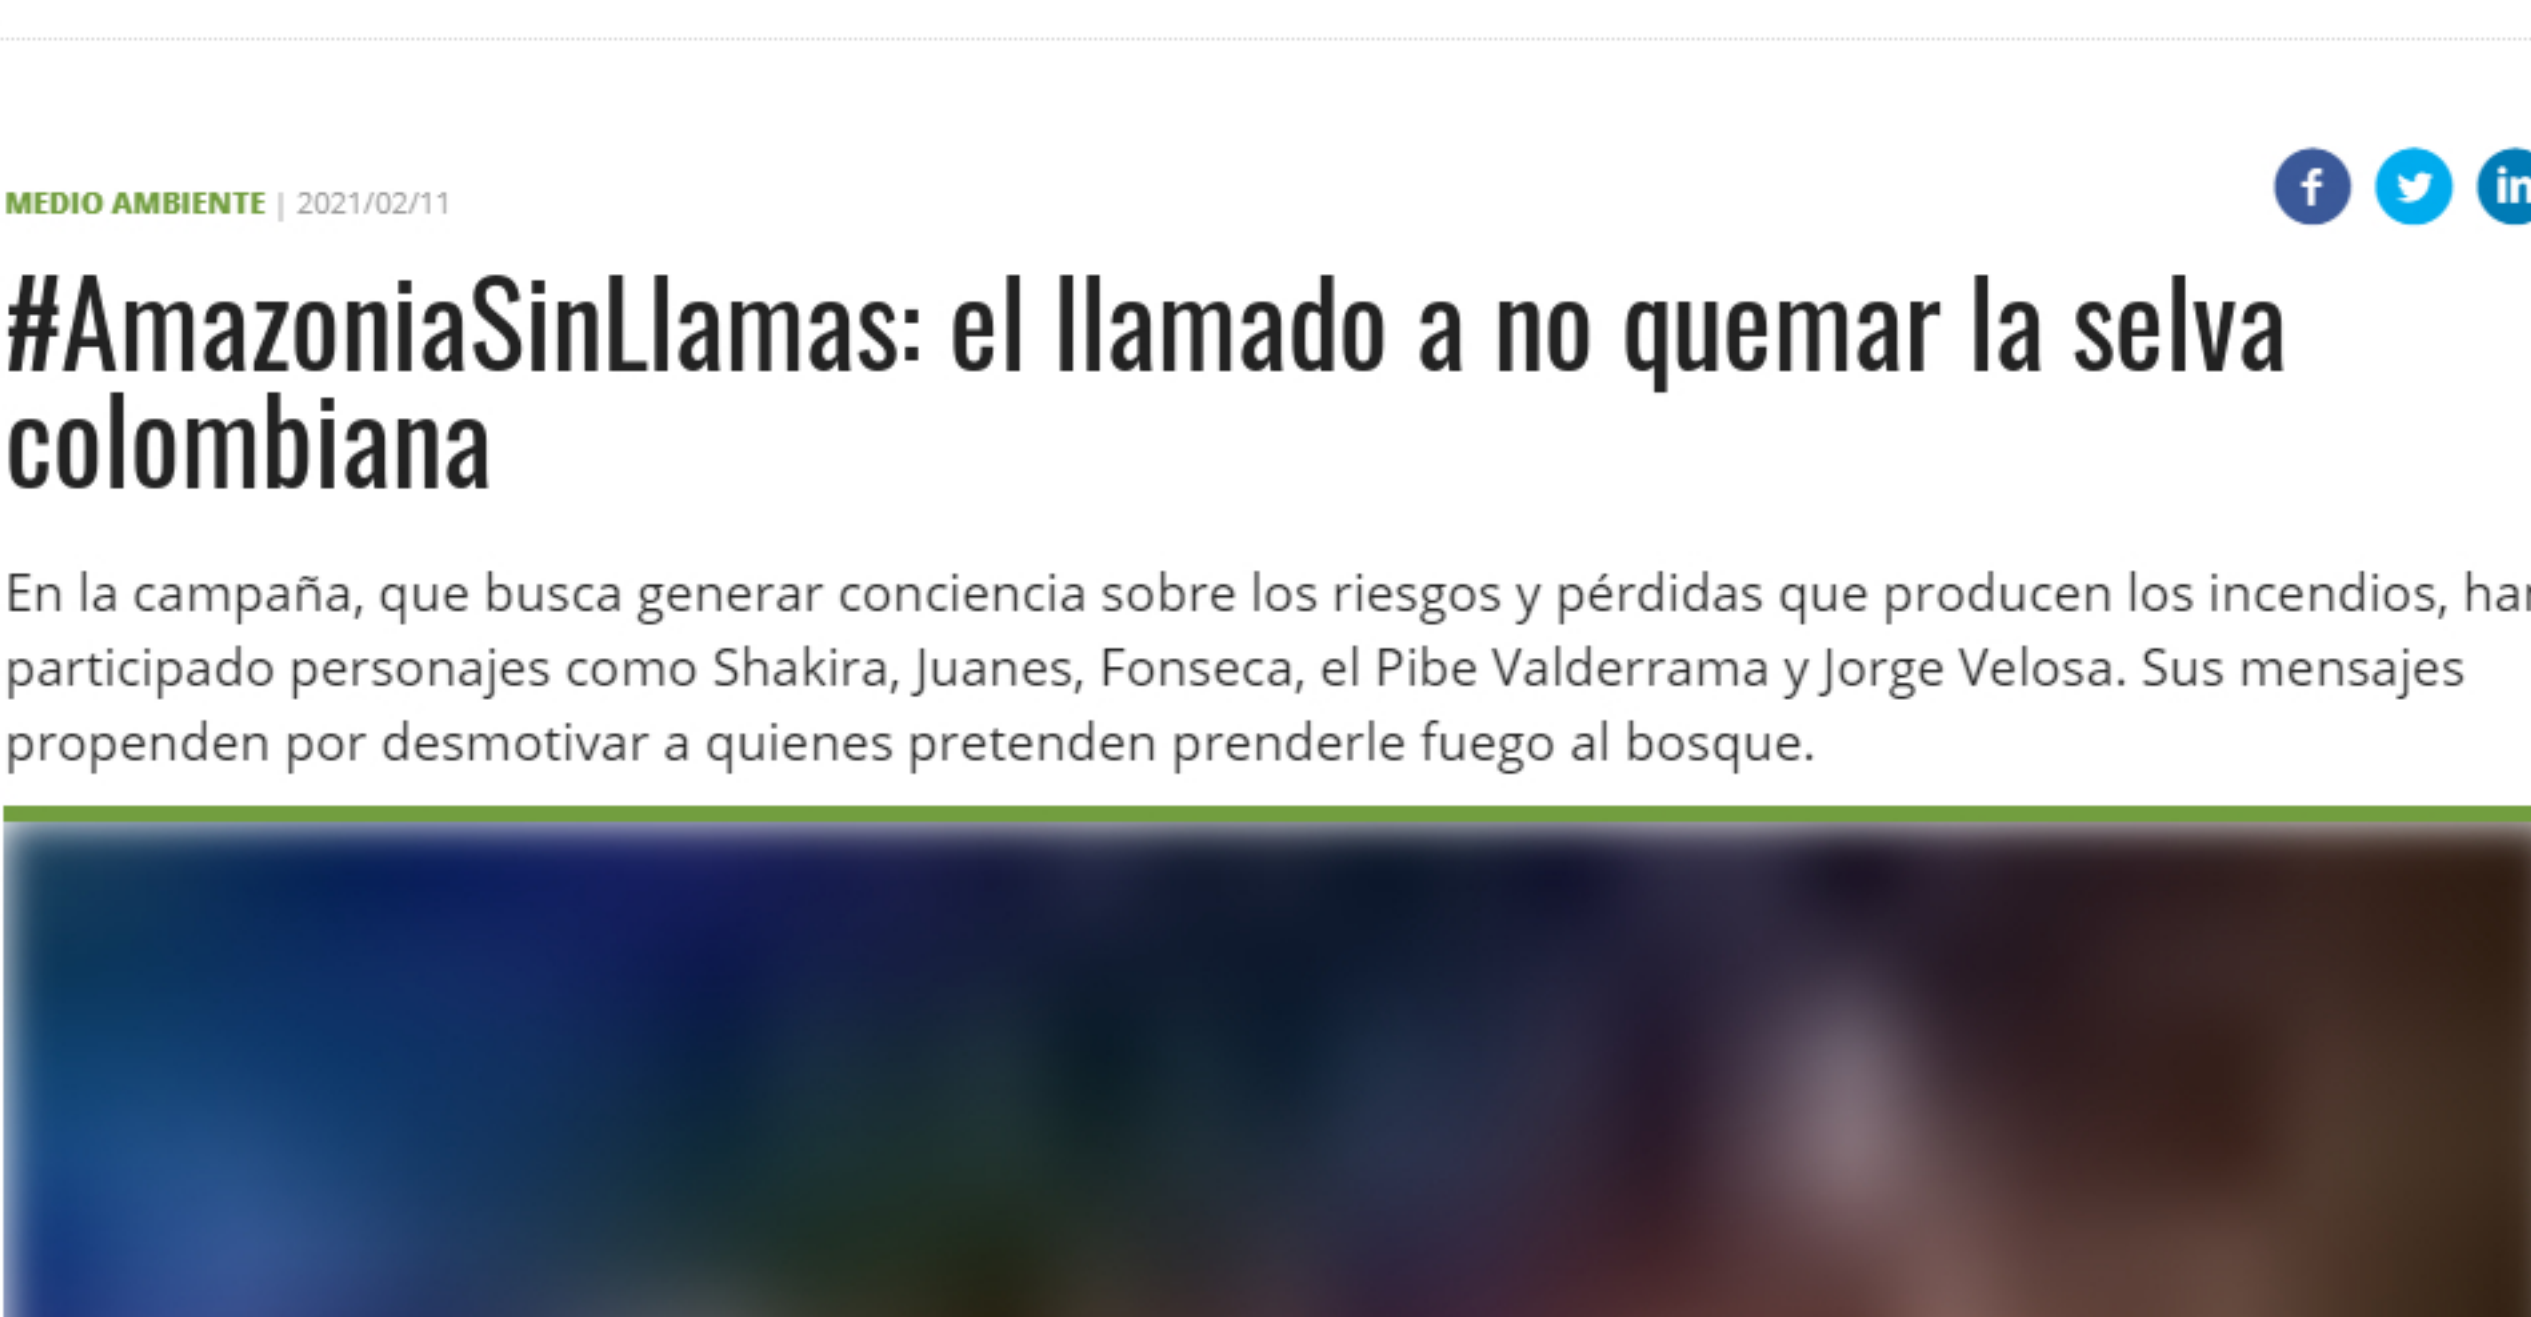 MEDIO AMBIENTE | 2021/02/11
f in
#AmazoniaSinLlamas: el llamado a no quemar la selva
colombiana
En la campaña, que busca generar conciencia sobre los riesgos y pérdidas que producen los incendios,
participado personajes como Shakira, Juanes, Fonseca, el Pibe Valderrama y Jorge Velosa. Sus mensajes
propenden por desmotivar a quienes pretenden prenderle fuego al bosque.